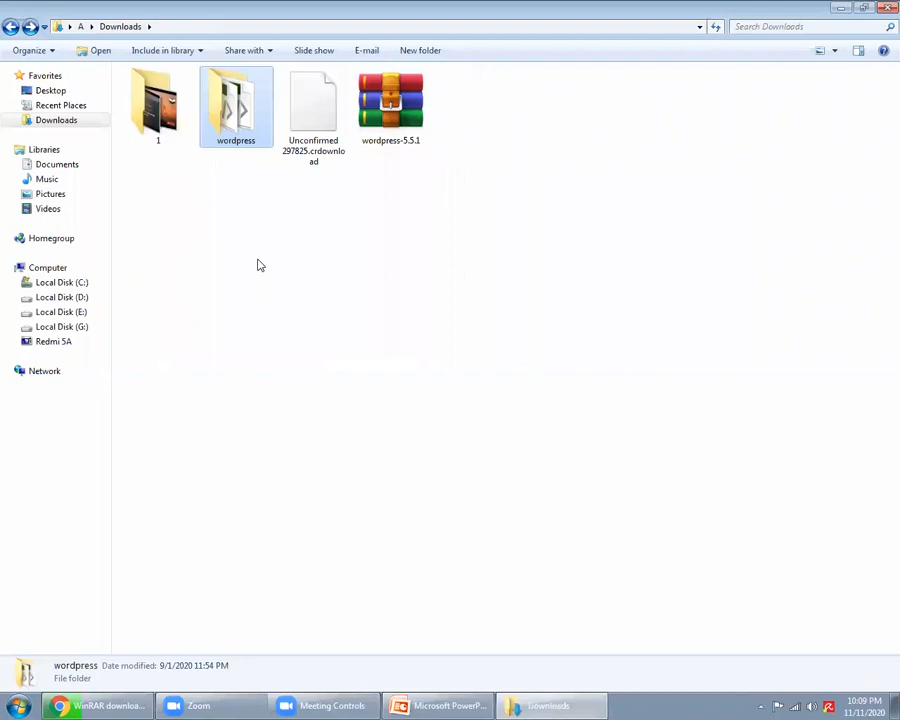 A Downloads
Search Downloads
Organize Open Include in library Share with Slide show E-mail New folder
Favorites
Desktop
Recent Places
Downloads
Libraries
Documents
Music
Pictures
Videos
Homegroup
Computer
Local Disk (C:)
Local Disk (D:)
Local Disk (E:)
Local Disk (G:)
Redmi 5A
Network
1
wordpress
Unconfirmed
297825.crdownlo
ad
wordpress-5.5.1
wordpress Date modified: 9/1/2020 11:54 PM
File folder
WinRAR downloa...
Zoom
Meeting Controls
Microsoft PowerP...
Downloads
10:09 PM
11/11/2020